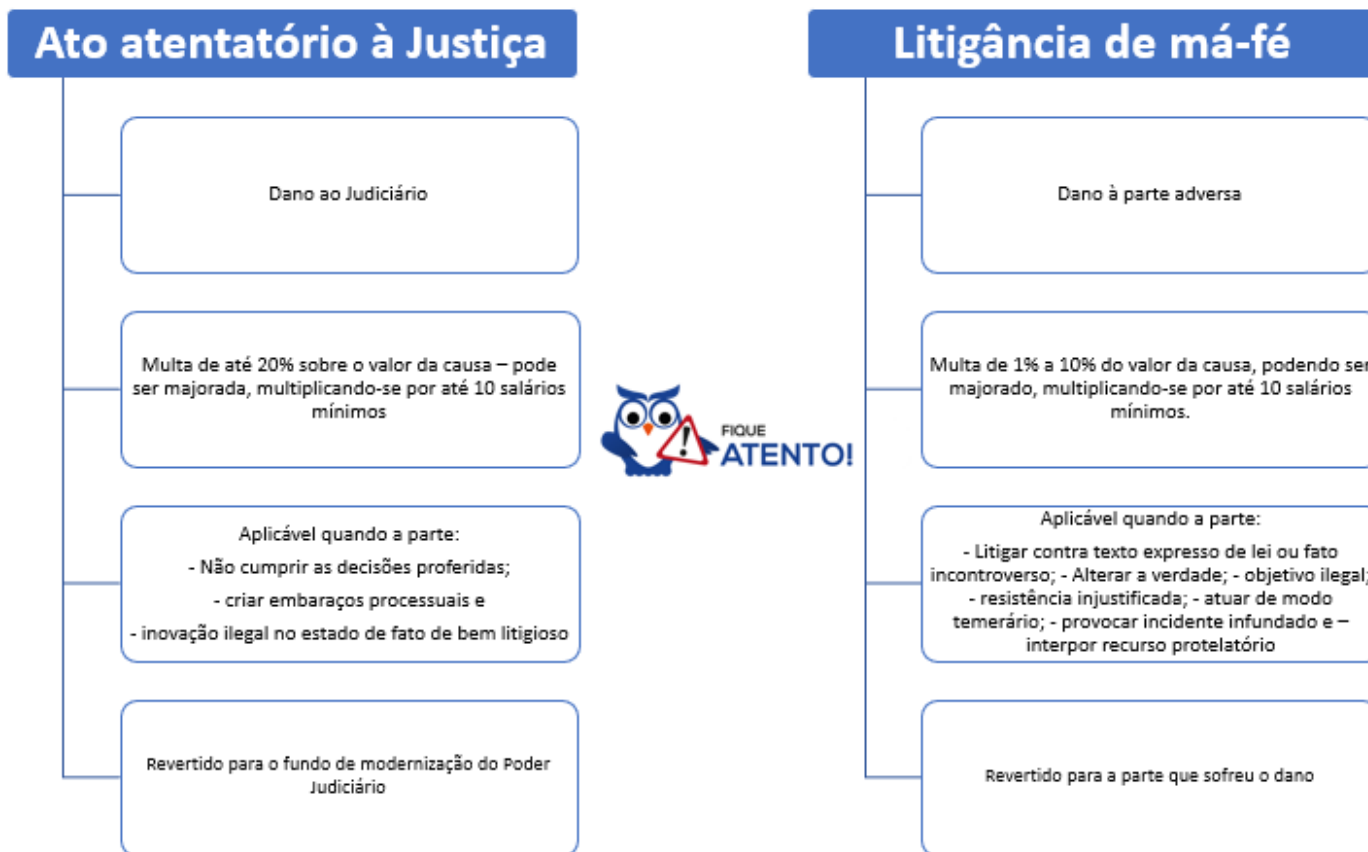 Ato atentatório à Justiça
Dano ao Judiciário
Multa de até 20% sobre o valor da causa – pode
ser majorada, multiplicando-se por até 10 salários
mínimos
Aplicável quando a parte:
- Não cumprir as decisões proferidas;
- criar embaraços processuais e
- inovação ilegal no estado de fato de bem litigioso
Revertido para o fundo de modernização do Poder
Judiciário
FIQUE
ATENTO!
Litigância de má-fé
Dano à parte adversa
Multa de 1% a 10% do valor da causa, podendo ser
majorado, multiplicando-se por até 10 salários
mínimos.
Aplicável quando a parte:
- Litigar contra texto expresso de lei ou fato
incontroverso; - Alterar a verdade; - objetivo ilegal;
- resistência injustificada; - atuar de modo
temerário; - provocar incidente infundado e –
interpor recurso protelatório
Revertido para a parte que sofreu o dano